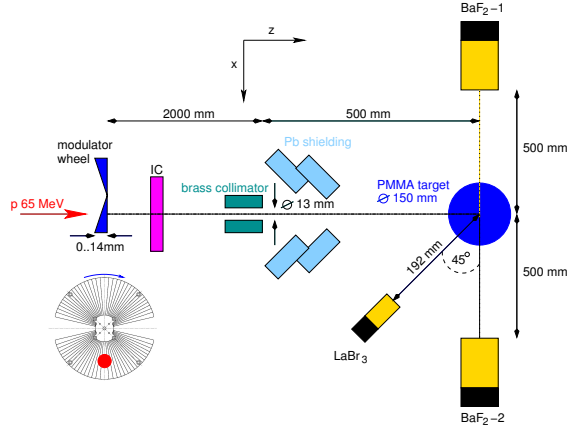 BaF₂−1
z
x
2000 mm
500 mm
Pb shielding
modulator
wheel
IC
500 mm
brass collimator
PMMA target
p 65 MeV
Ø 13 mm
Ø 150 mm
0..14mm
192 mm
45°
500 mm
LaBr₃
BaF₂−2